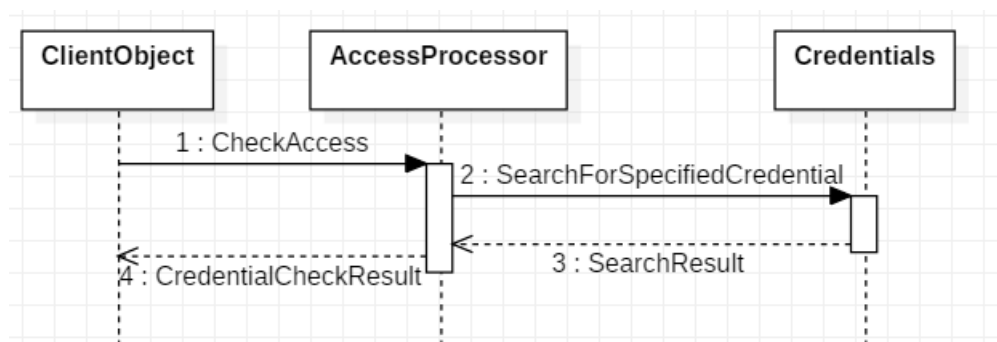 ClientObject
AccessProcessor
Credentials
1 : CheckAccess
2 : SearchForSpecifiedCredential
3 : SearchResult
4 : CredentialCheckResult